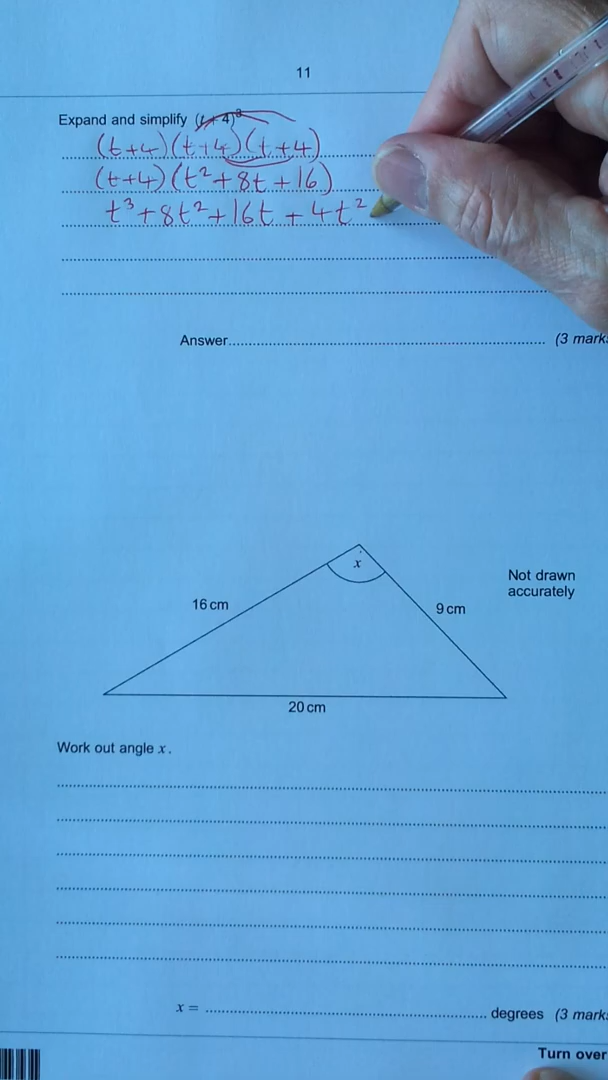 11
Expand and simplify (t + 4)³
(t+4)(t+4)(t+4)
(t+4)(t²+8t+16)
t³+8t²+16t+4t²
Answer (3 mark
x
16 cm
9 cm
Not drawn
accurately
20 cm
Work out angle x.
x = degrees (3 mark
Turn over